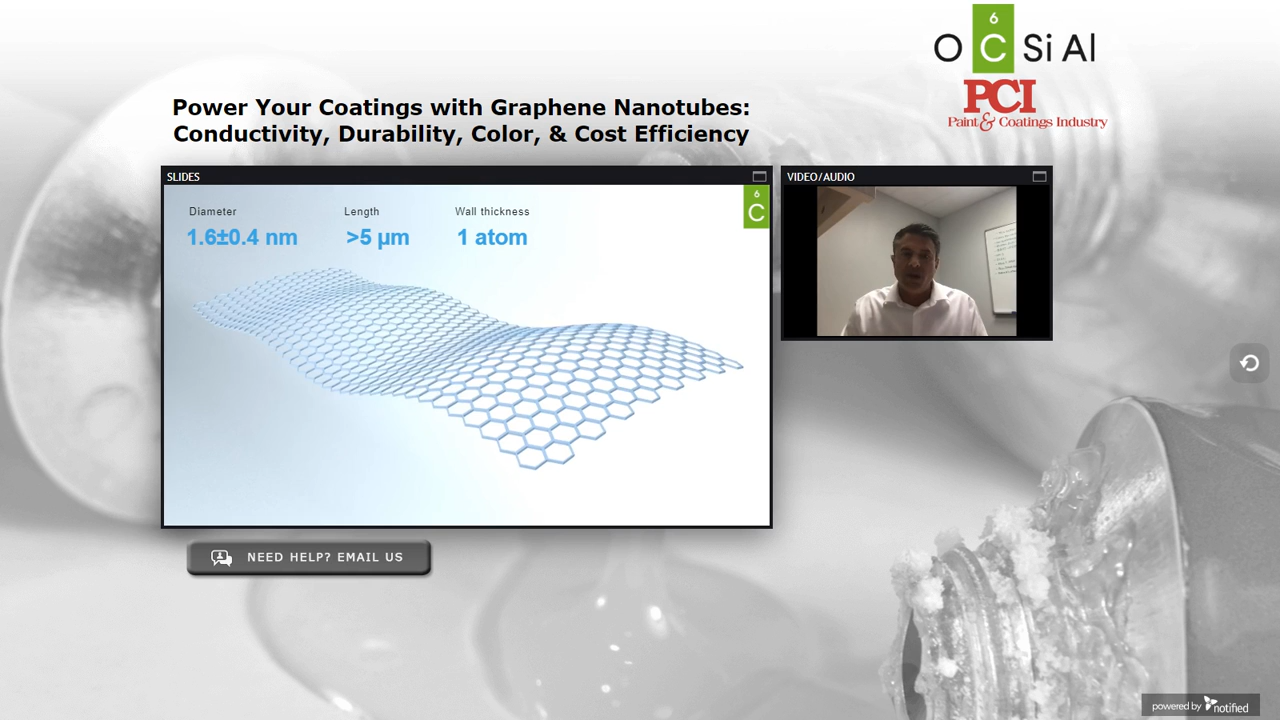 6
O C Si Al
PCI
Paint & Coatings Industry
Power Your Coatings with Graphene Nanotubes:
Conductivity, Durability, Color, & Cost Efficiency
SLIDES
VIDEO/AUDIO
6
C
Diameter
Length
Wall thickness
1.6±0.4 nm
>5 µm
1 atom
NEED HELP? EMAIL US
powered by notified